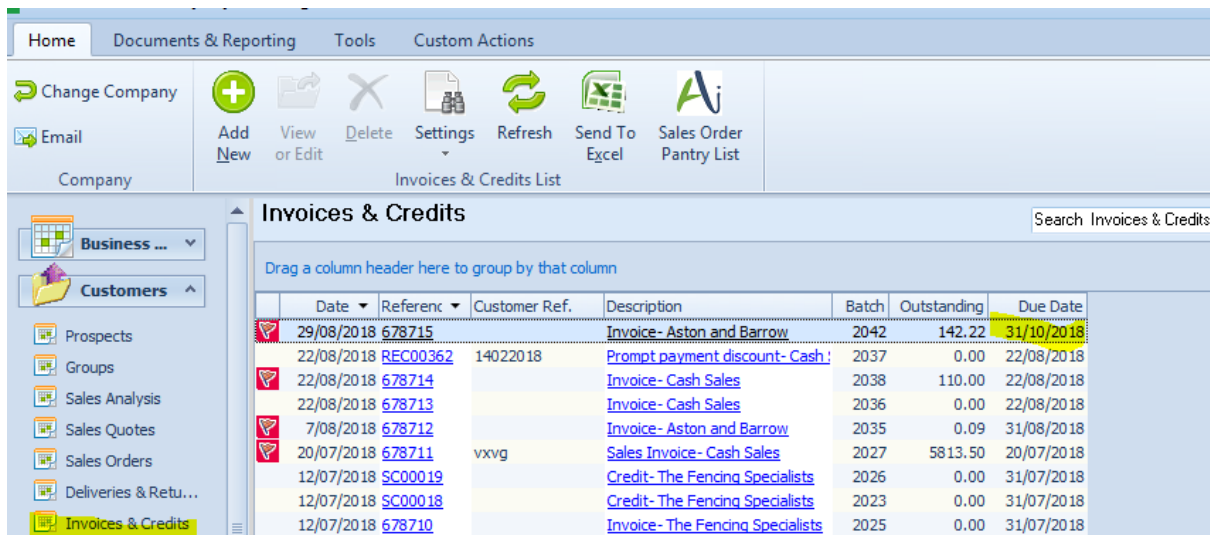 Home Documents & Reporting Tools Custom Actions
Change Company
Email
Company
Add New
View or Edit
Delete
Settings
Refresh
Send To Excel
Sales Order Pantry List
Invoices & Credits List
Business ...
Customers
Prospects
Groups
Sales Analysis
Sales Quotes
Sales Orders
Deliveries & Retu...
Invoices & Credits
Invoices & Credits
Search Invoices & Credits
Drag a column header here to group by that column
Date Referenc Customer Ref. Description Batch Outstanding Due Date
29/08/2018 678715 Invoice- Aston and Barrow 2042 142.22 31/10/2018
22/08/2018 REC00362 14022018 Prompt payment discount- Cash 2037 0.00 22/08/2018
22/08/2018 678714 Invoice- Cash Sales 2038 110.00 22/08/2018
22/08/2018 678713 Invoice- Cash Sales 2036 0.00 22/08/2018
7/08/2018 678712 Invoice- Aston and Barrow 2035 0.09 31/08/2018
20/07/2018 678711 vxvg Sales Invoice- Cash Sales 2027 5813.50 20/07/2018
12/07/2018 SC00019 Credit- The Fencing Specialists 2026 0.00 31/07/2018
12/07/2018 SC00018 Credit- The Fencing Specialists 2023 0.00 31/07/2018
12/07/2018 678710 Invoice- The Fencing Specialists 2025 0.00 31/07/2018